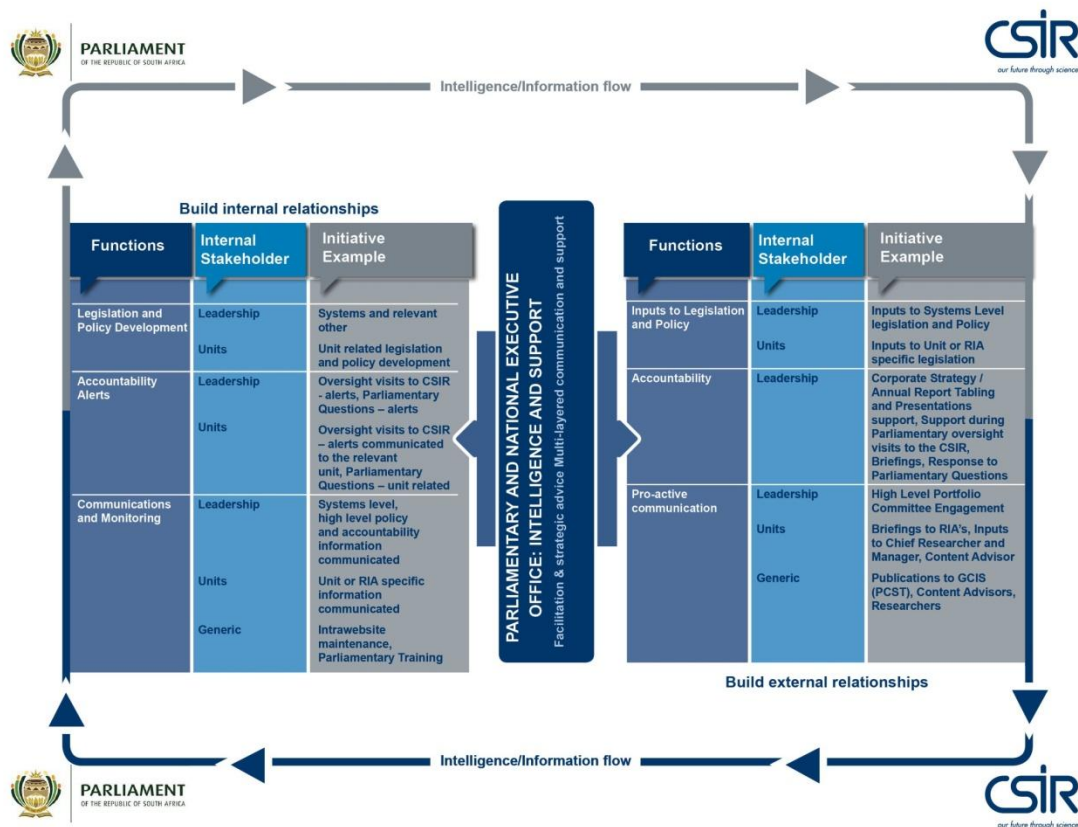 PARLIAMENT
OF THE REPUBLIC OF SOUTH AFRICA
CSIR
our future through science
Intelligence/Information flow
Build internal relationships
Functions
Internal
Stakeholder
Initiative
Example
Legislation and
Policy Development
Leadership
Systems and relevant
other
Units
Unit related legislation
and policy development
Accountability
Alerts
Leadership
Oversight visits to CSIR
- alerts, Parliamentary
Questions – alerts
Units
Oversight visits to CSIR
– alerts communicated
to the relevant
unit, Parliamentary
Questions – unit related
Communications
and Monitoring
Leadership
Systems level,
high level policy
and accountability
information
communicated
Units
Unit or RIA specific
information
communicated
Generic
Intrawebsite
maintenance,
Parliamentary Training
PARLIAMENTARY AND NATIONAL EXECUTIVE
OFFICE: INTELLIGENCE AND SUPPORT
Facilitation & strategic advice Multi-layered communication and support
Functions
Internal
Stakeholder
Initiative
Example
Inputs to Legislation
and Policy
Leadership
Inputs to Systems Level
legislation and Policy
Units
Inputs to Unit or RIA
specific legislation
Accountability
Leadership
Corporate Strategy /
Annual Report Tabling
and Presentations
support, Support during
Parliamentary oversight
visits to the CSIR,
Briefings, Response to
Parliamentary Questions
Pro-active
communication
Leadership
High Level Portfolio
Committee Engagement
Units
Briefings to RIA's, Inputs
to Chief Researcher and
Manager, Content Advisor
Generic
Publications to GCIS
(PCST), Content Advisors,
Researchers
Build external relationships
Intelligence/Information flow
PARLIAMENT
OF THE REPUBLIC OF SOUTH AFRICA
CSIR
our future through science